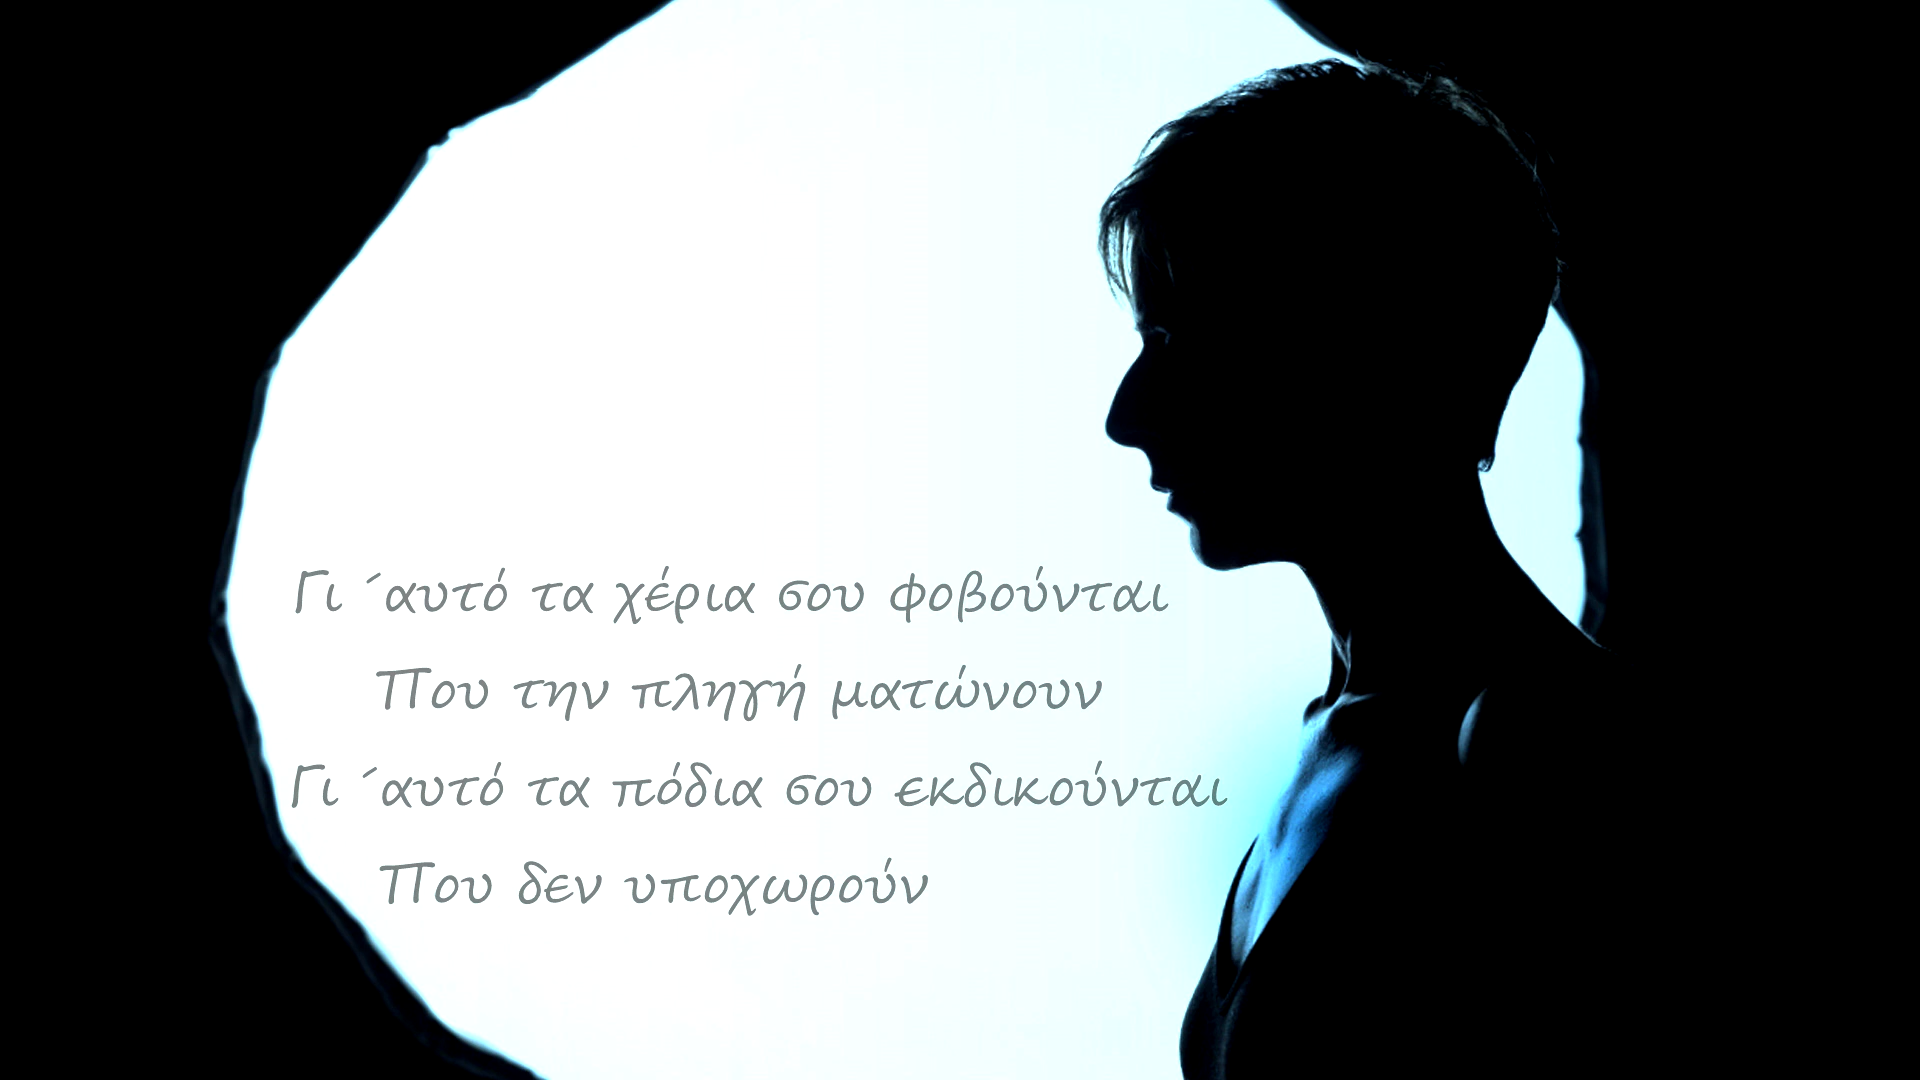 Γι ΄αυτό τα χέρια σου φοβούνται
Που την πληγή ματώνουν
Γι ΄αυτό τα πόδια σου εκδικούνται
Που δεν υποχωρούν